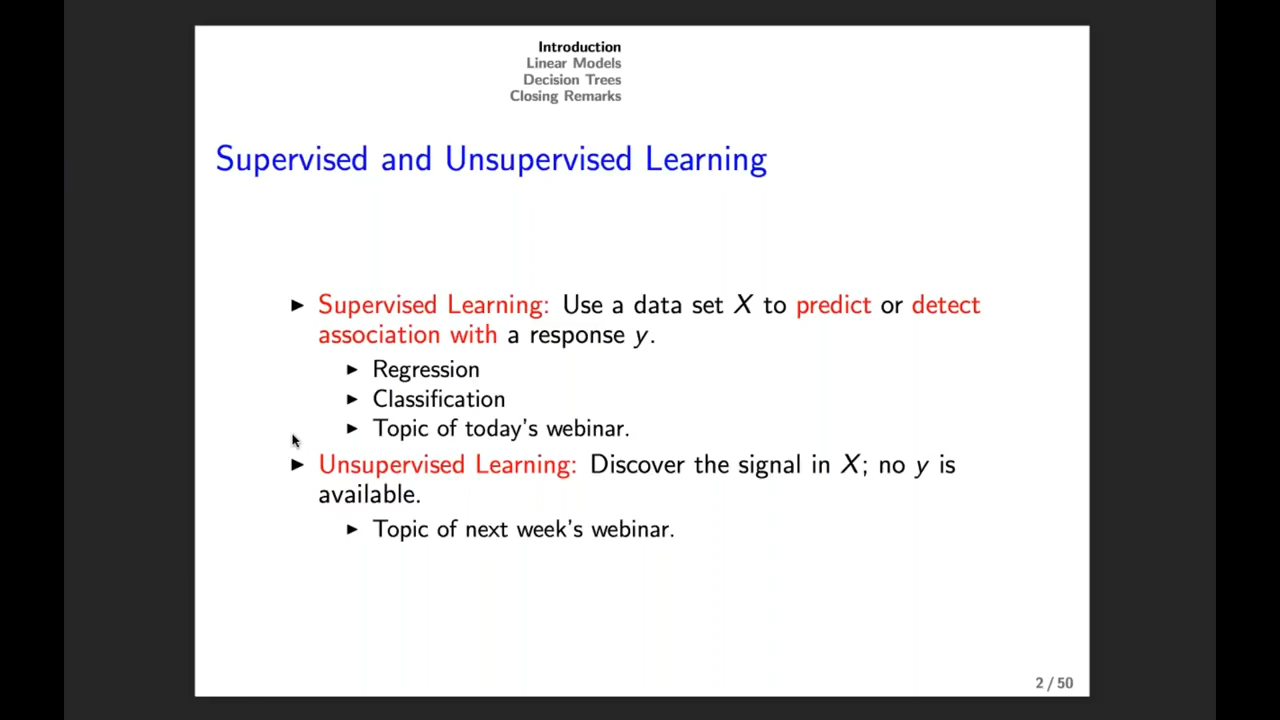 Introduction
Linear Models
Decision Trees
Closing Remarks
Supervised and Unsupervised Learning
► Supervised Learning: Use a data set X to predict or detect
association with a response y.
► Regression
► Classification
► Topic of today's webinar.
► Unsupervised Learning: Discover the signal in X; no y is
available.
► Topic of next week's webinar.
2 / 50